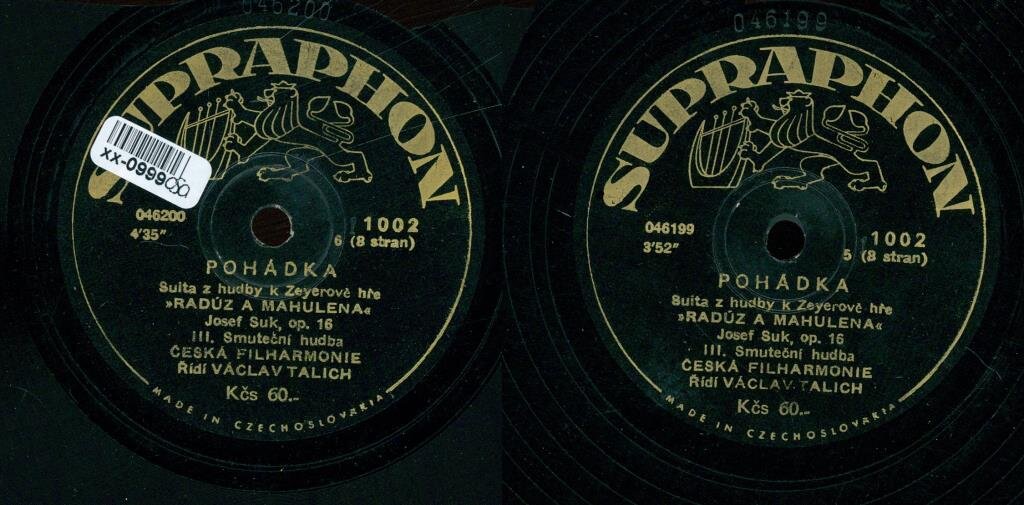 046200
SUPRAPHON
XX-0999
046200
4'35"
1002
6 (8 stran)
POHÁDKA
Suita z hudby k Zeyerově hře
»RADÚZ A MAHULENA«
Josef Suk, op. 16
III. Smuteční hudba
ČESKÁ FILHARMONIE
Řídí VÁCLAV TALICH
Kčs 60.–
MADE IN CZECHOSLOVAKIA
046199
SUPRAPHON
046199
3'52"
1002
5 (8 stran)
POHÁDKA
Suita z hudby k Zeyerově hře
»RADÚZ A MAHULENA«
Josef Suk, op. 16
III. Smuteční hudba
ČESKÁ FILHARMONIE
Řídí VÁCLAV TALICH
Kčs 60.–
MADE IN CZECHOSLOVAKIA